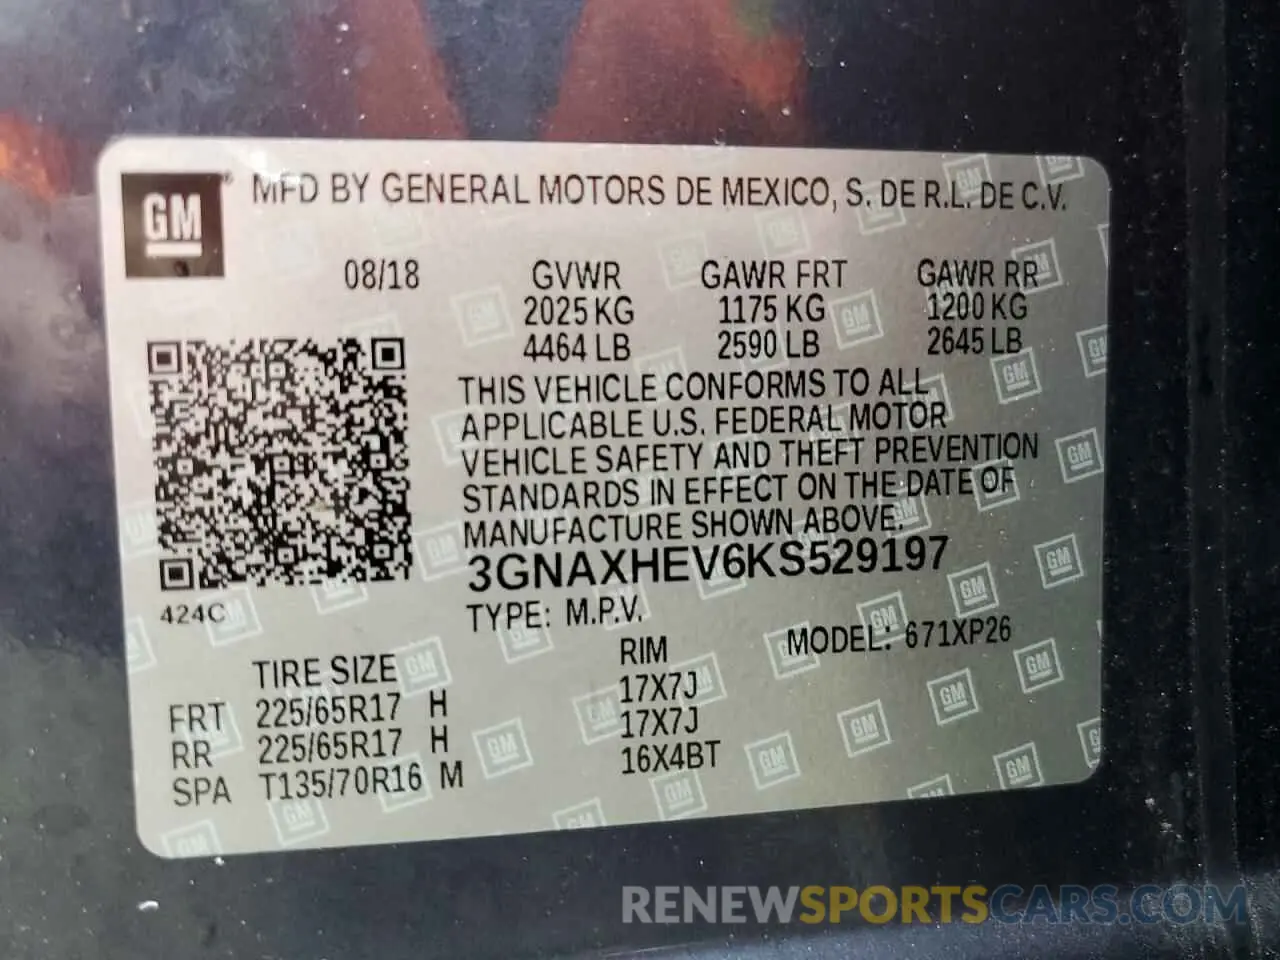 GM MFD BY GENERAL MOTORS DE MEXICO, S. DE R.L. DE C.V.
08/18 GVWR GAWR FRT GAWR RR
2025 KG 1175 KG 1200 KG
4464 LB 2590 LB 2645 LB
THIS VEHICLE CONFORMS TO ALL
APPLICABLE U.S. FEDERAL MOTOR
VEHICLE SAFETY AND THEFT PREVENTION
STANDARDS IN EFFECT ON THE DATE OF
MANUFACTURE SHOWN ABOVE.
3GNAXHEV6KS529197
424C
TYPE: M.P.V. MODEL: 671XP26
TIRE SIZE RIM
FRT 225/65R17 H 17X7J
RR 225/65R17 H 17X7J
SPA T135/70R16 M 16X4BT
RENEWSPORTSCARS.COM